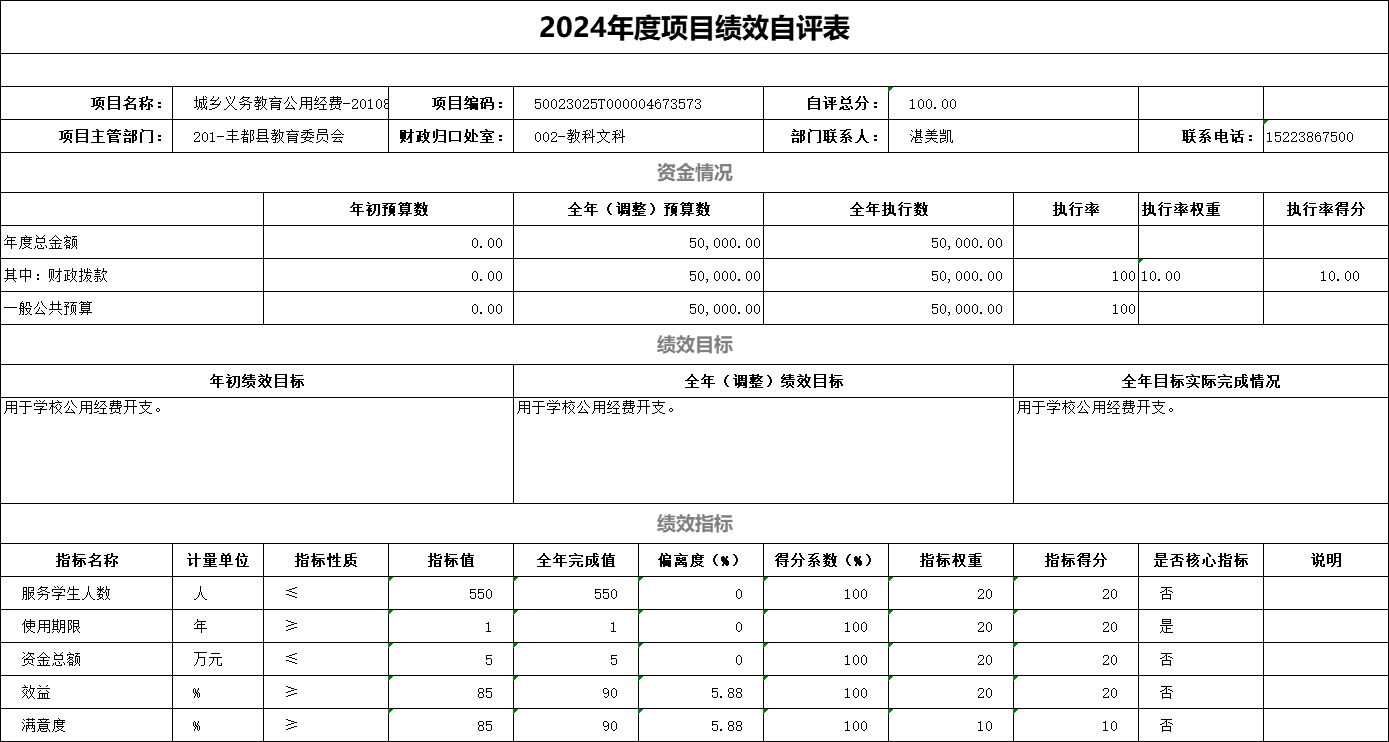 2024年度项目绩效自评表
项目名称： 城乡义务教育公用经费-20108 项目编码： 50023025T000004673573 自评总分： 100.00
项目主管部门： 201-丰都县教育委员会 财政归口处室： 002-教科文科 部门联系人： 湛美凯 联系电话： 15223867500
资金情况
年初预算数 全年（调整）预算数 全年执行数 执行率 执行率权重 执行率得分
年度总金额 0.00 50,000.00 50,000.00
其中：财政拨款 0.00 50,000.00 50,000.00 100 10.00 10.00
一般公共预算 0.00 50,000.00 50,000.00 100
绩效目标
年初绩效目标 全年（调整）绩效目标 全年目标实际完成情况
用于学校公用经费开支。 用于学校公用经费开支。 用于学校公用经费开支。
绩效指标
指标名称 计量单位 指标性质 指标值 全年完成值 偏离度（%） 得分系数（%） 指标权重 指标得分 是否核心指标 说明
服务学生人数 人 ≤ 550 550 0 100 20 20 否
使用期限 年 ≥ 1 1 0 100 20 20 是
资金总额 万元 ≤ 5 5 0 100 20 20 否
效益 % ≥ 85 90 5.88 100 20 20 否
满意度 % ≥ 85 90 5.88 100 10 10 否